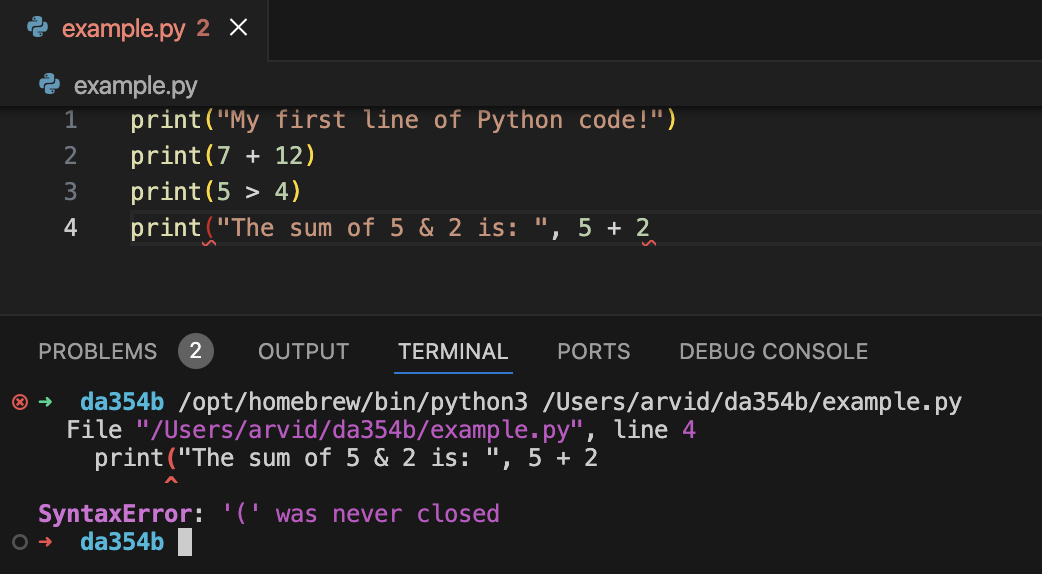 example.py 2
example.py
1 print("My first line of Python code!")
2 print(7 + 12)
3 print(5 > 4)
4 print("The sum of 5 & 2 is: ", 5 + 2
PROBLEMS 2 OUTPUT TERMINAL PORTS DEBUG CONSOLE
da354b /opt/homebrew/bin/python3 /Users/arvid/da354b/example.py
File "/Users/arvid/da354b/example.py", line 4
print("The sum of 5 & 2 is: ", 5 + 2
^
SyntaxError: '(' was never closed
da354b